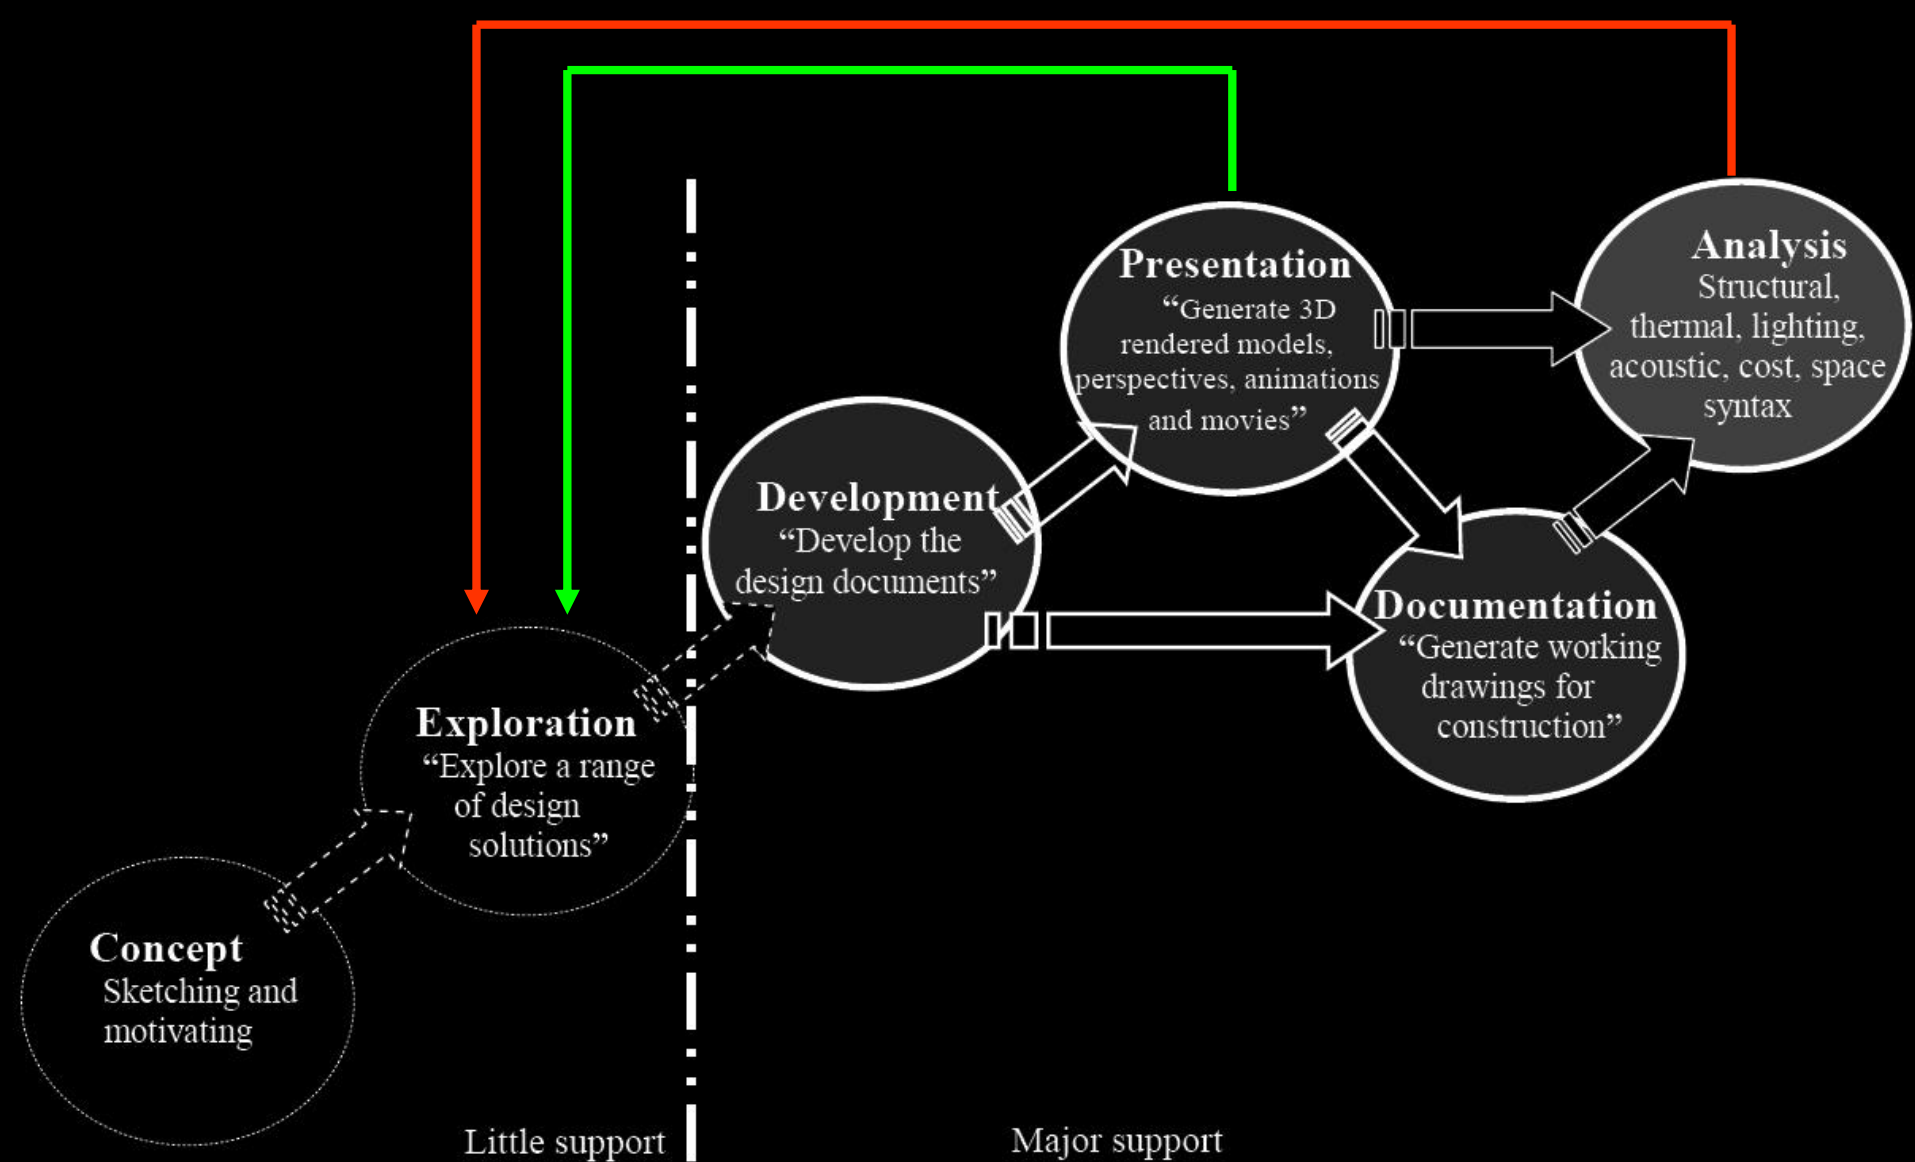 Presentation
“Generate 3D
rendered models,
perspectives, animations
and movies”
Analysis
Structural,
thermal, lighting,
acoustic, cost, space
syntax
Development
“Develop the
design documents”
Documentation
“Generate working
drawings for
construction”
Exploration
“Explore a range
of design
solutions”
Concept
Sketching and
motivating
Little support
Major support